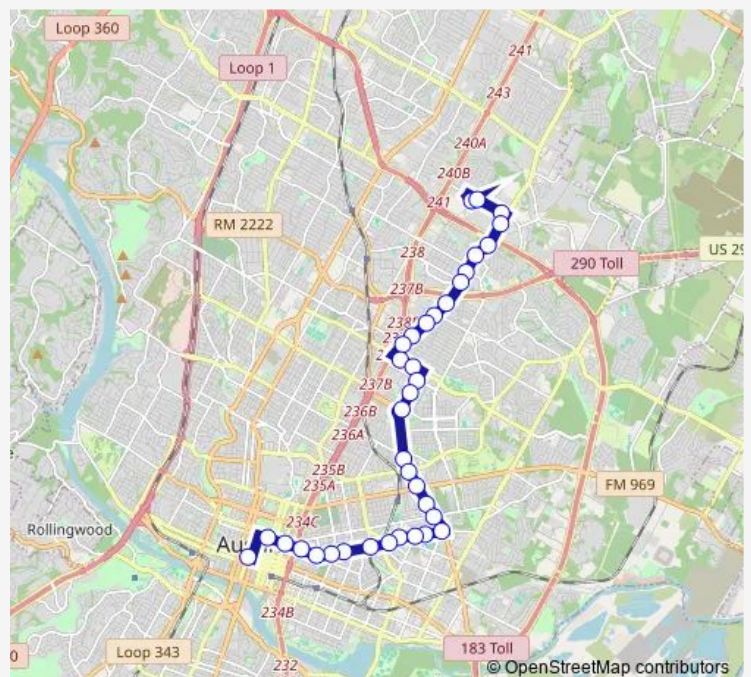 Loop 360
241
Loop 1
243
240A
240B
241
RM 2222
238
US 29
290 Toll
237B
237B
236B
236A
235B
235A
FM 969
234C
Rollingwood
234B
Loop 343
183 Toll
0
232
© OpenStreetMap contributors